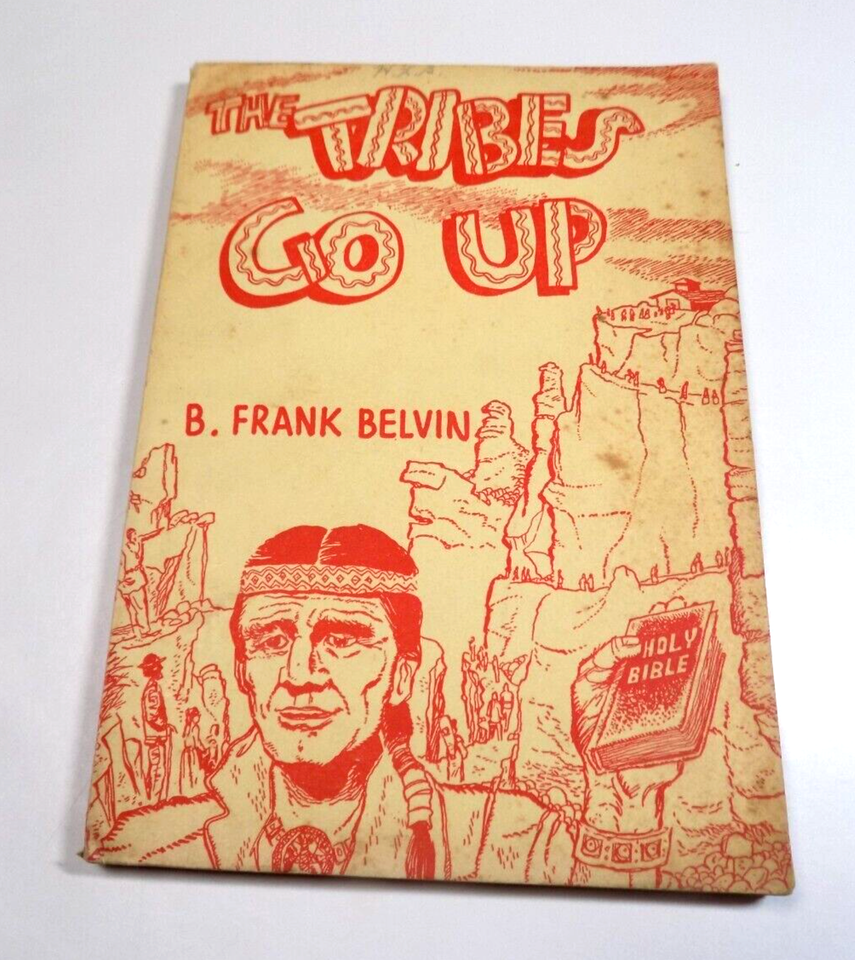 THE TRIBES
GO UP
B. FRANK BELVIN
HOLY
BIBLE